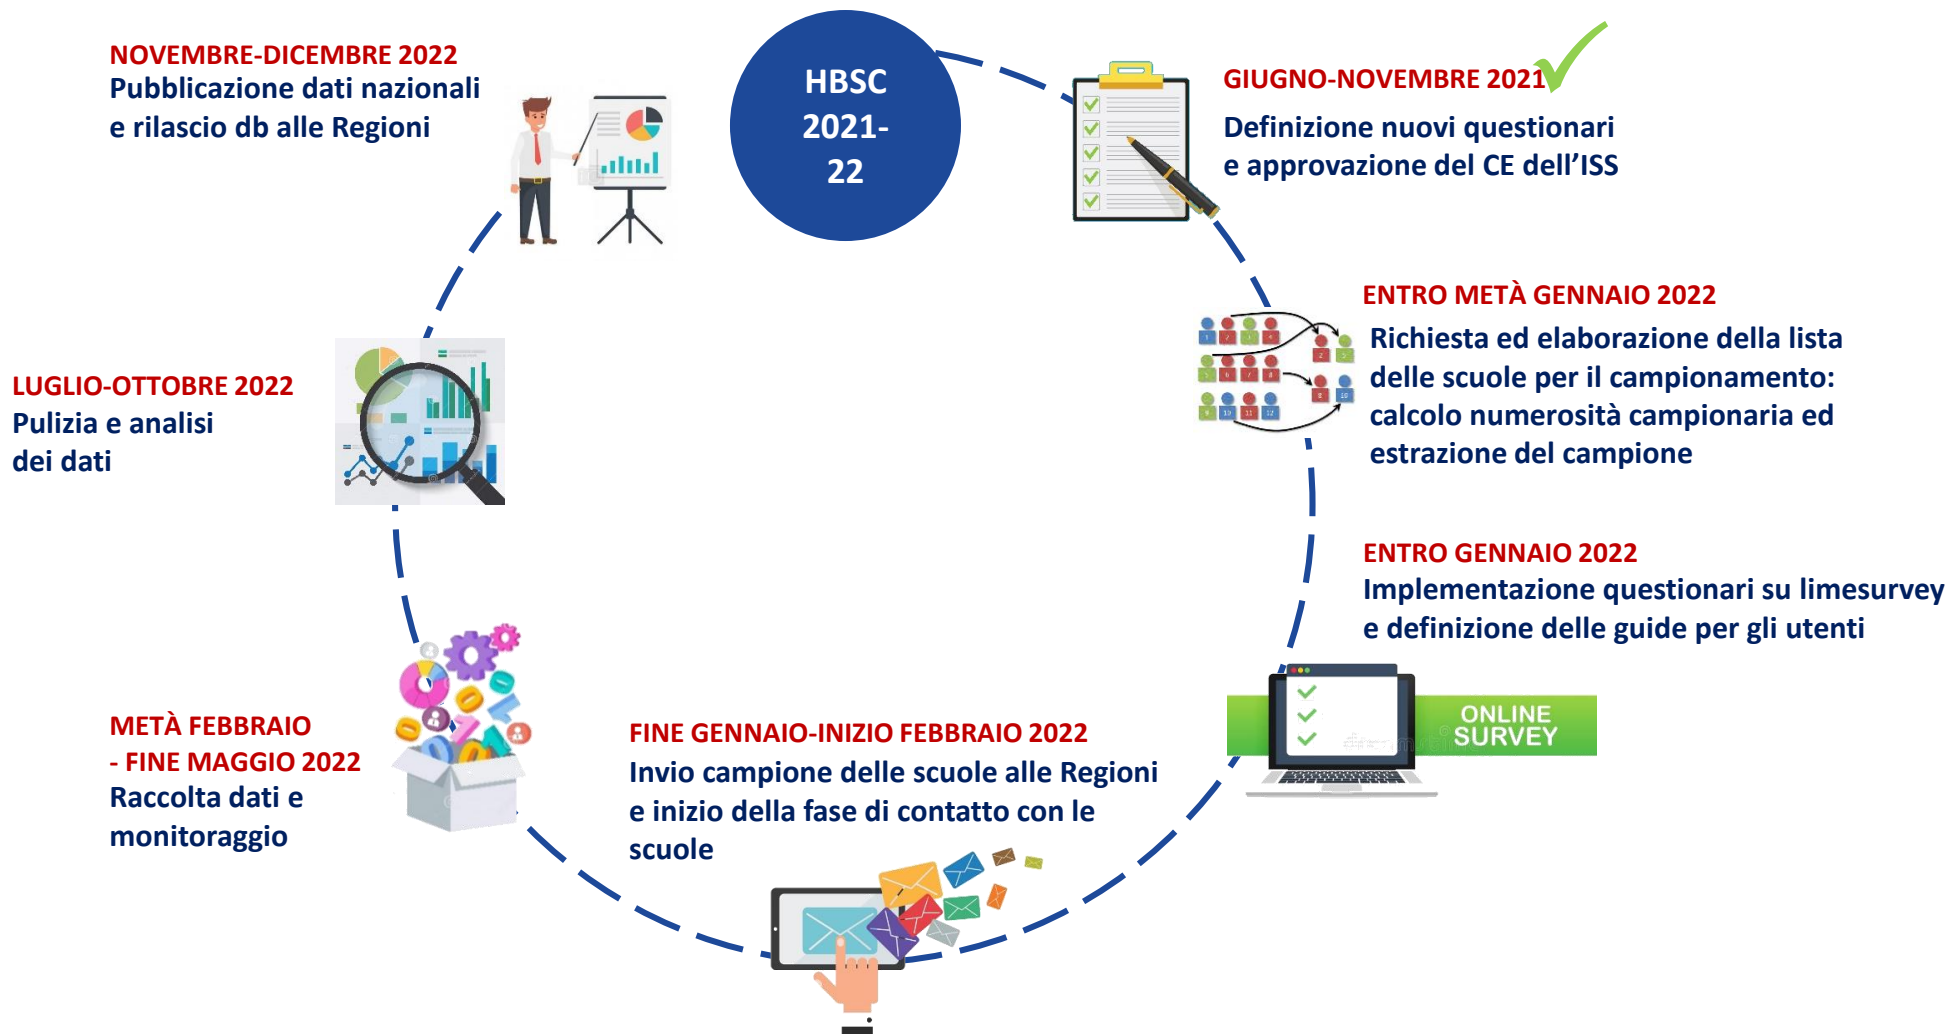 HBSC
2021-
22
GIUGNO-NOVEMBRE 2021
Definizione nuovi questionari
e approvazione del CE dell’ISS
ENTRO METÀ GENNAIO 2022
Richiesta ed elaborazione della lista
delle scuole per il campionamento:
calcolo numerosità campionaria ed
estrazione del campione
ENTRO GENNAIO 2022
Implementazione questionari su limesurvey
e definizione delle guide per gli utenti
ONLINE
SURVEY
FINE GENNAIO-INIZIO FEBBRAIO 2022
Invio campione delle scuole alle Regioni
e inizio della fase di contatto con le
scuole
METÀ FEBBRAIO
- FINE MAGGIO 2022
Raccolta dati e
monitoraggio
LUGLIO-OTTOBRE 2022
Pulizia e analisi
dei dati
NOVEMBRE-DICEMBRE 2022
Pubblicazione dati nazionali
e rilascio db alle Regioni